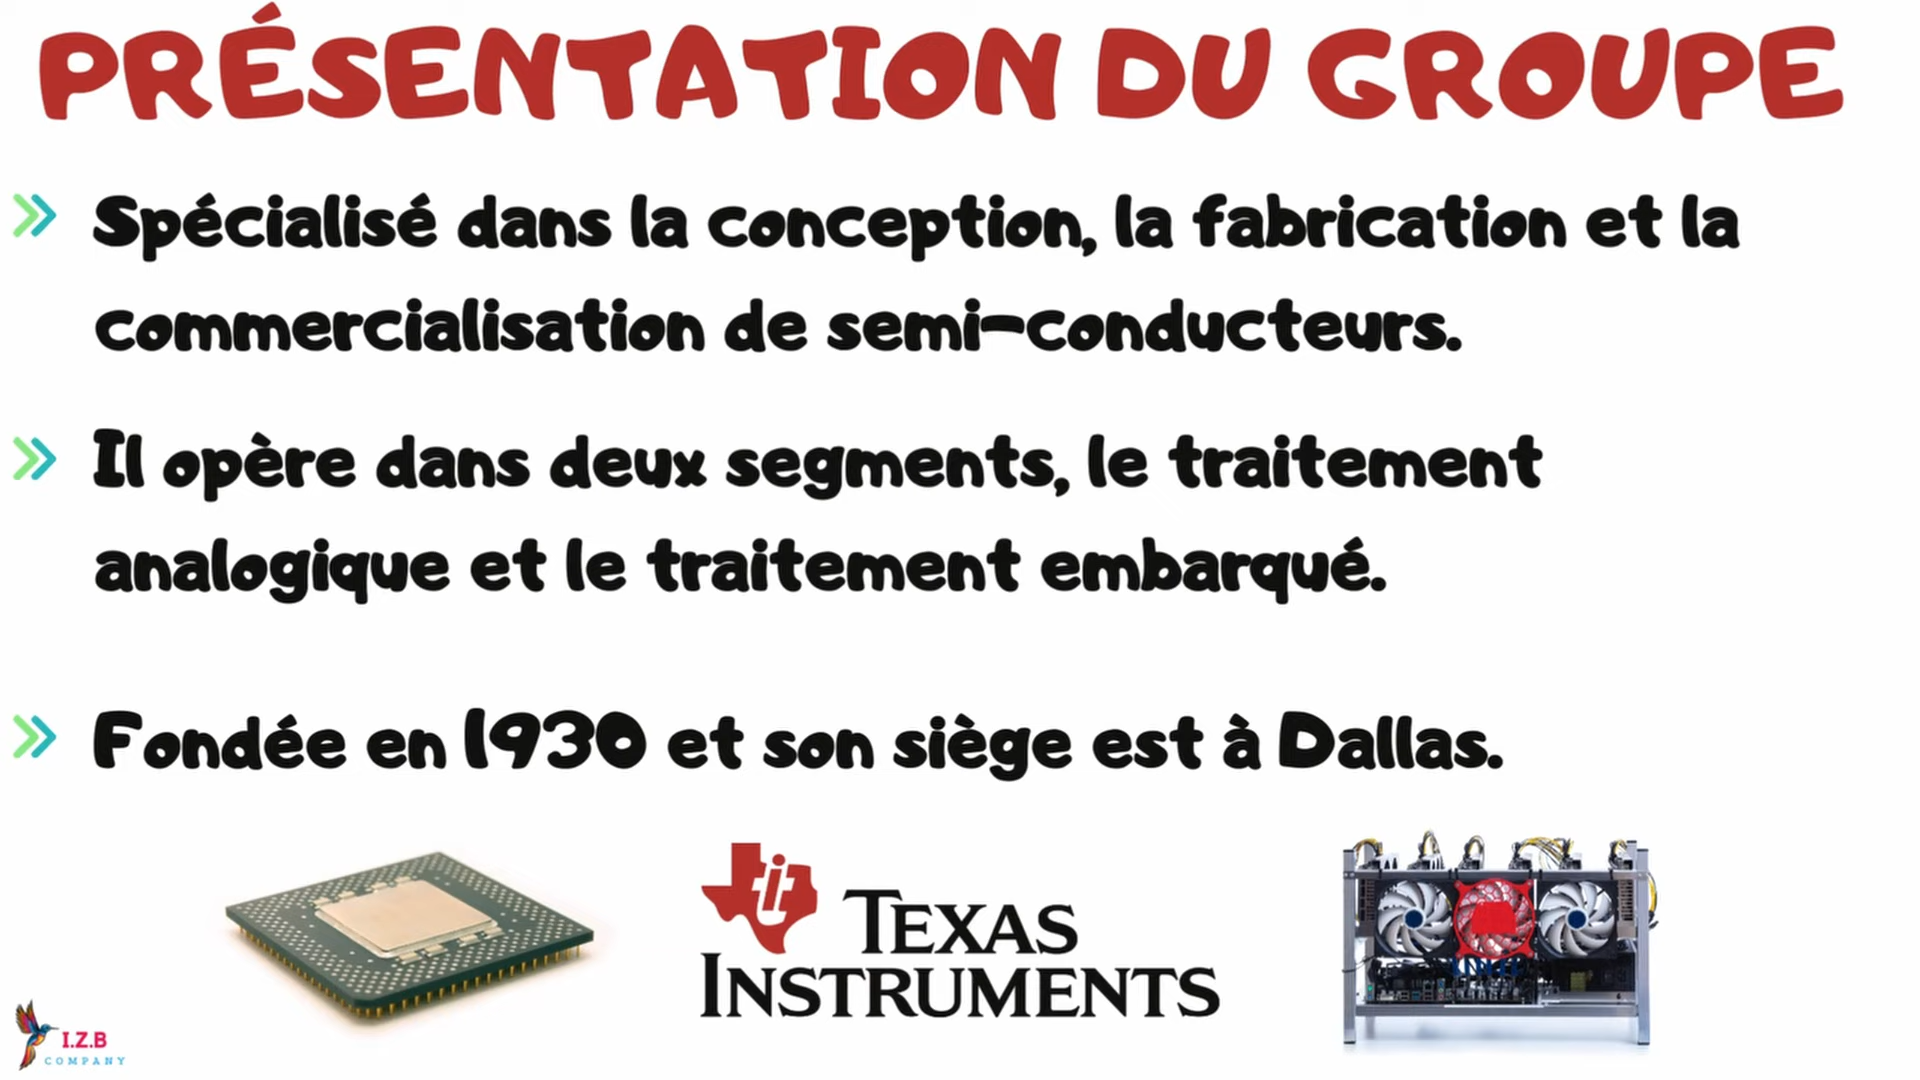 PRÉSENTATION DU GROUPE
Spécialisé dans la conception, la fabrication et la
commercialisation de semi-conducteurs.
Il opère dans deux segments, le traitement
analogique et le traitement embarqué.
Fondée en 1930 et son siège est à Dallas.
ti
TEXAS
INSTRUMENTS
I.Z.B
COMPANY